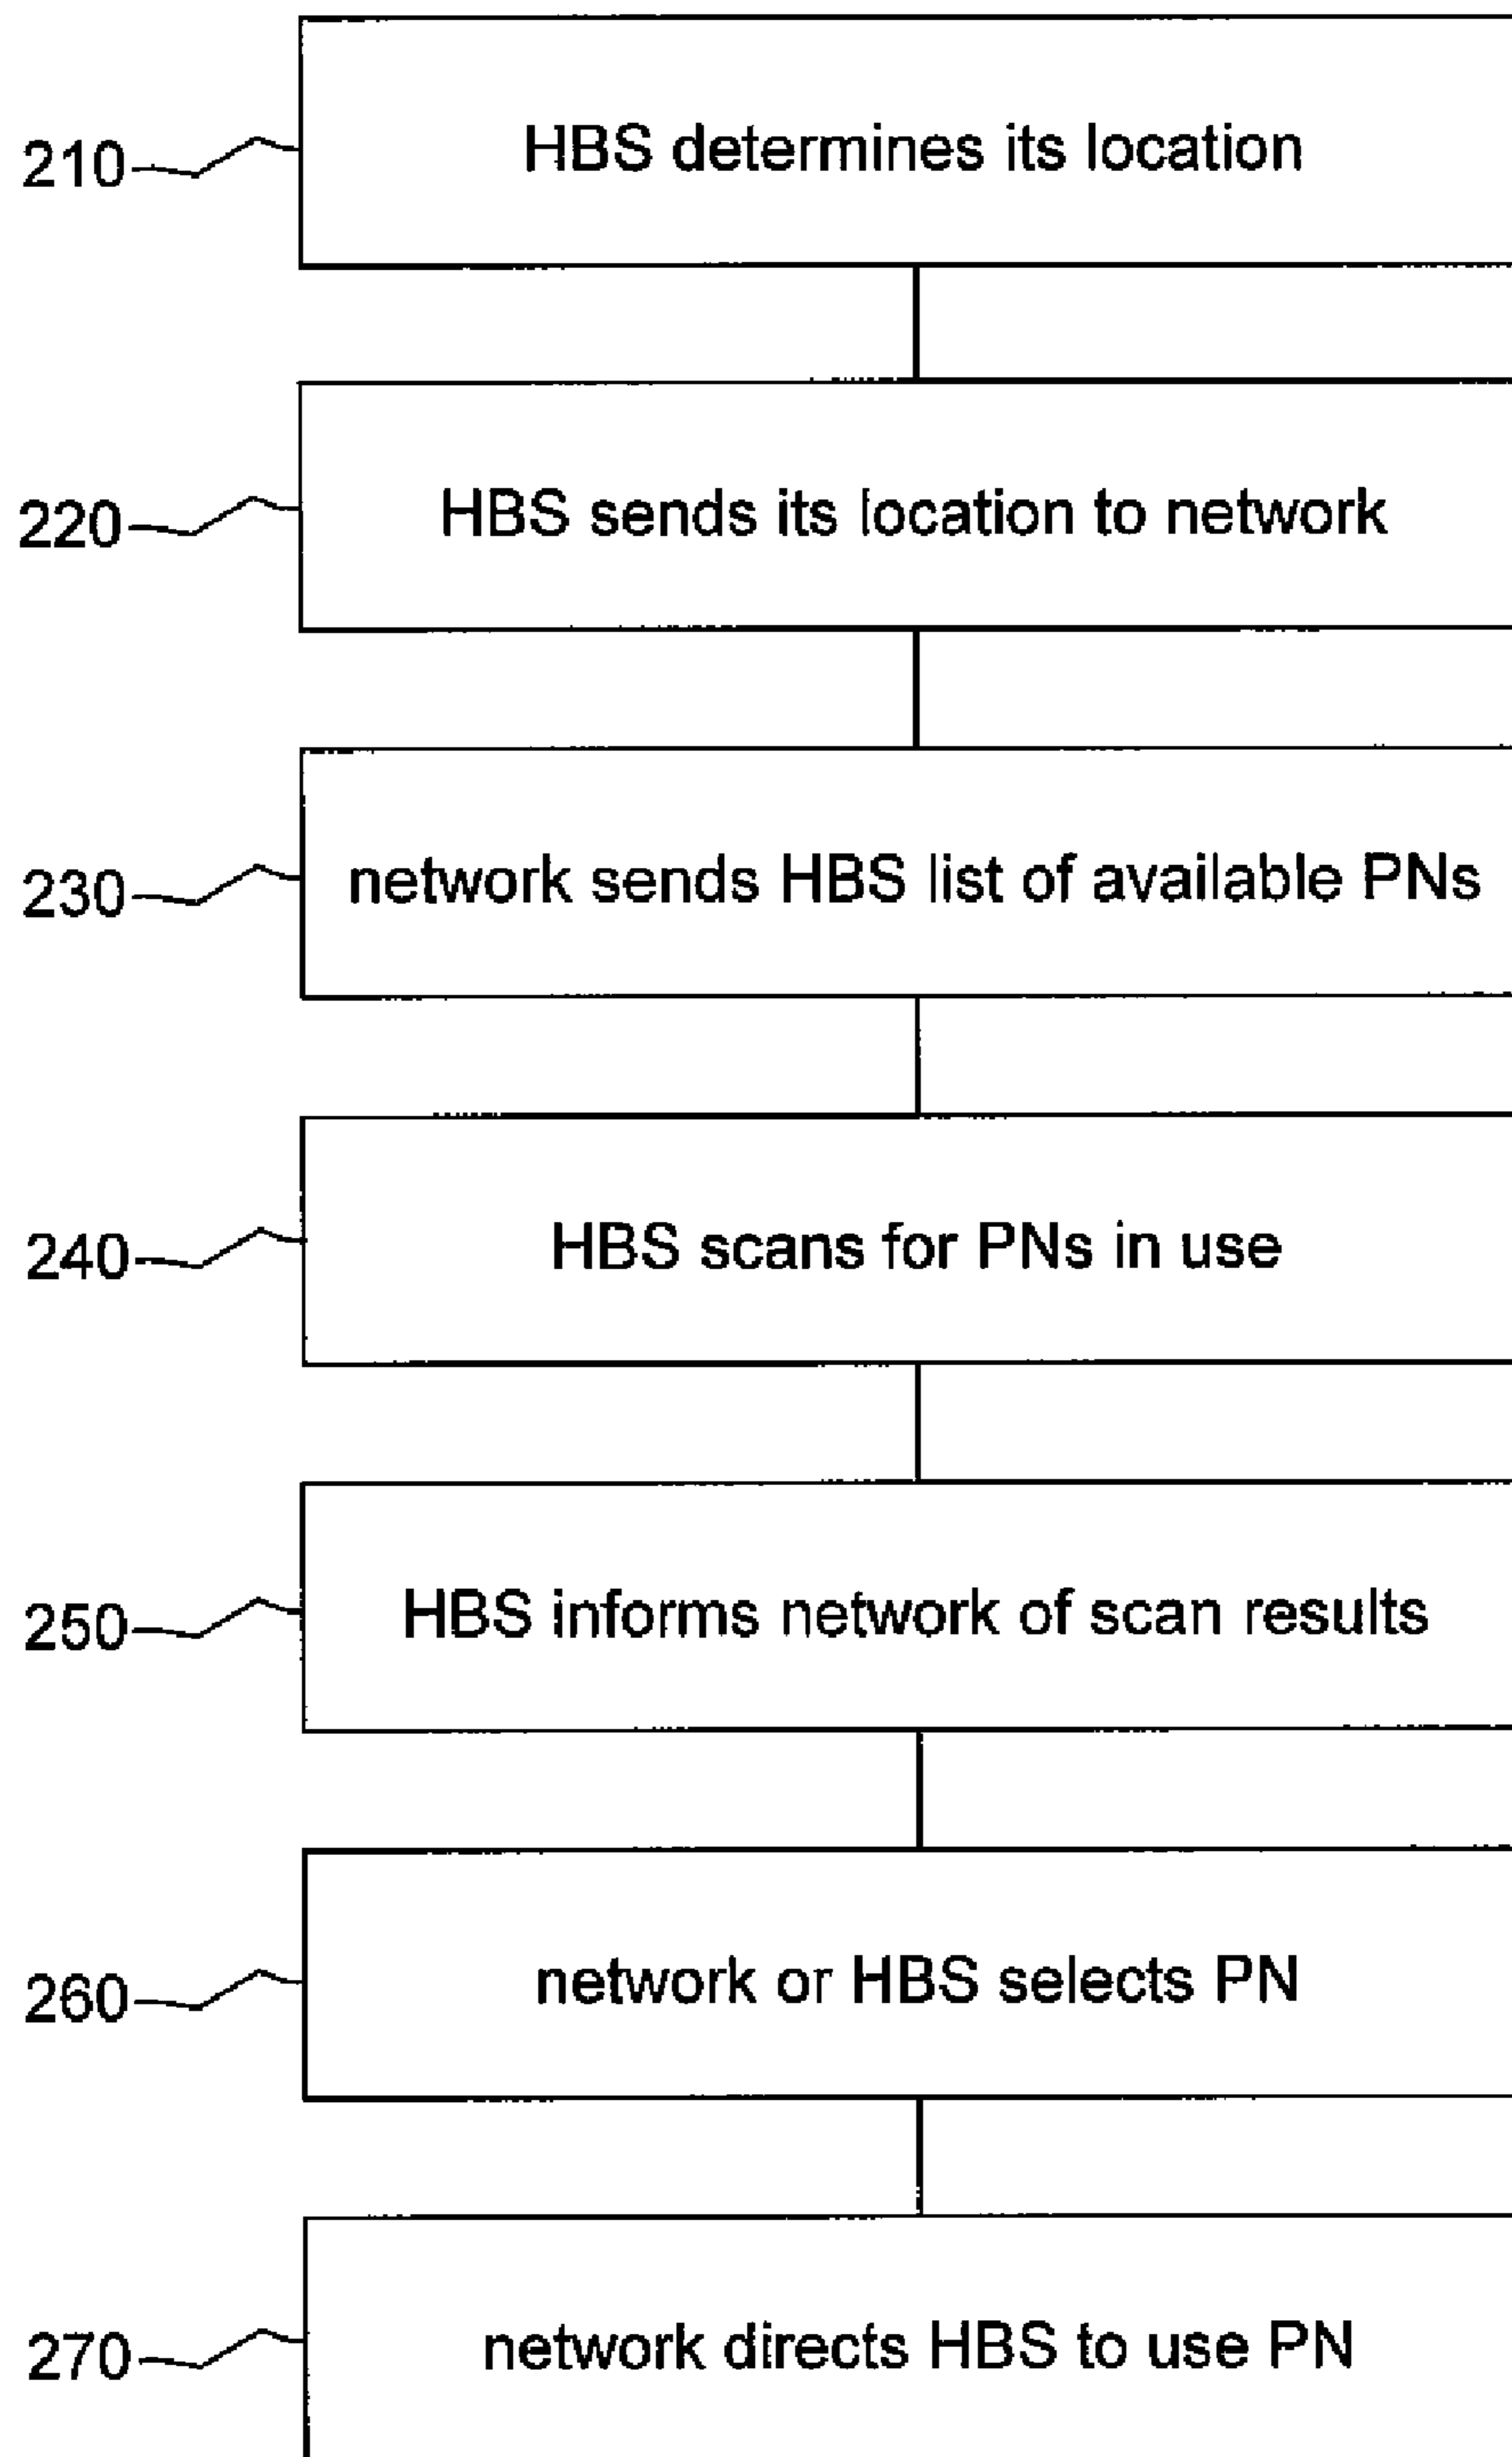 210 HBS determines its location
220 HBS sends its location to network
230 network sends HBS list of available PNs
240 HBS scans for PNs in use
250 HBS informs network of scan results
260 network or HBS selects PN
270 network directs HBS to use PN